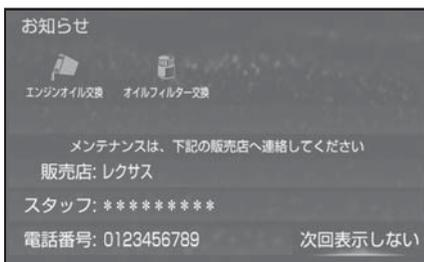 お知らせ
エンジンオイル交換 オイルフィルター交換
メンテナンスは、下記の販売店へ連絡してください
販売店: レクサス
スタッフ: *********
電話番号: 0123456789 次回表示しない